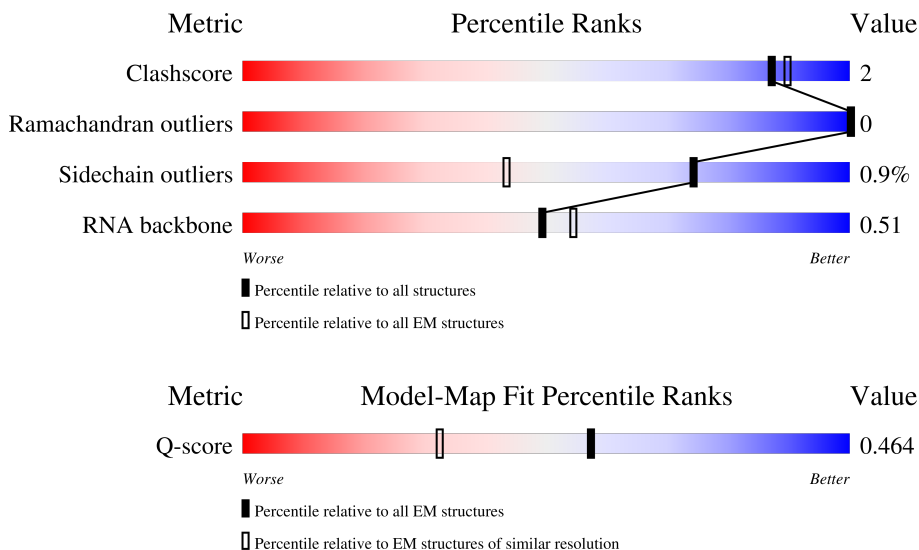 Metric Percentile Ranks Value
Clashscore 2
Ramachandran outliers 0
Sidechain outliers 0.9%
RNA backbone 0.51
Worse Better
Percentile relative to all structures
Percentile relative to all EM structures
Metric Model-Map Fit Percentile Ranks Value
Q-score 0.464
Worse Better
Percentile relative to all EM structures
Percentile relative to EM structures of similar resolution